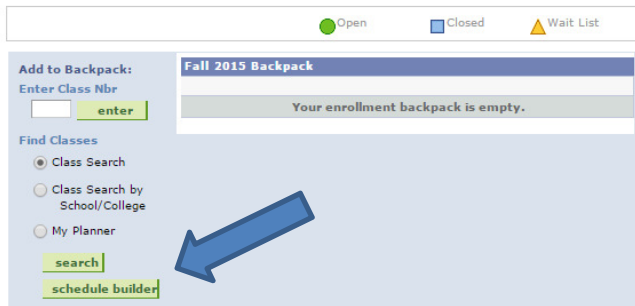 Open Closed Wait List
Add to Backpack:
Enter Class Nbr
enter
Find Classes
Class Search
Class Search by
School/College
My Planner
search
schedule builder
Fall 2015 Backpack
Your enrollment backpack is empty.